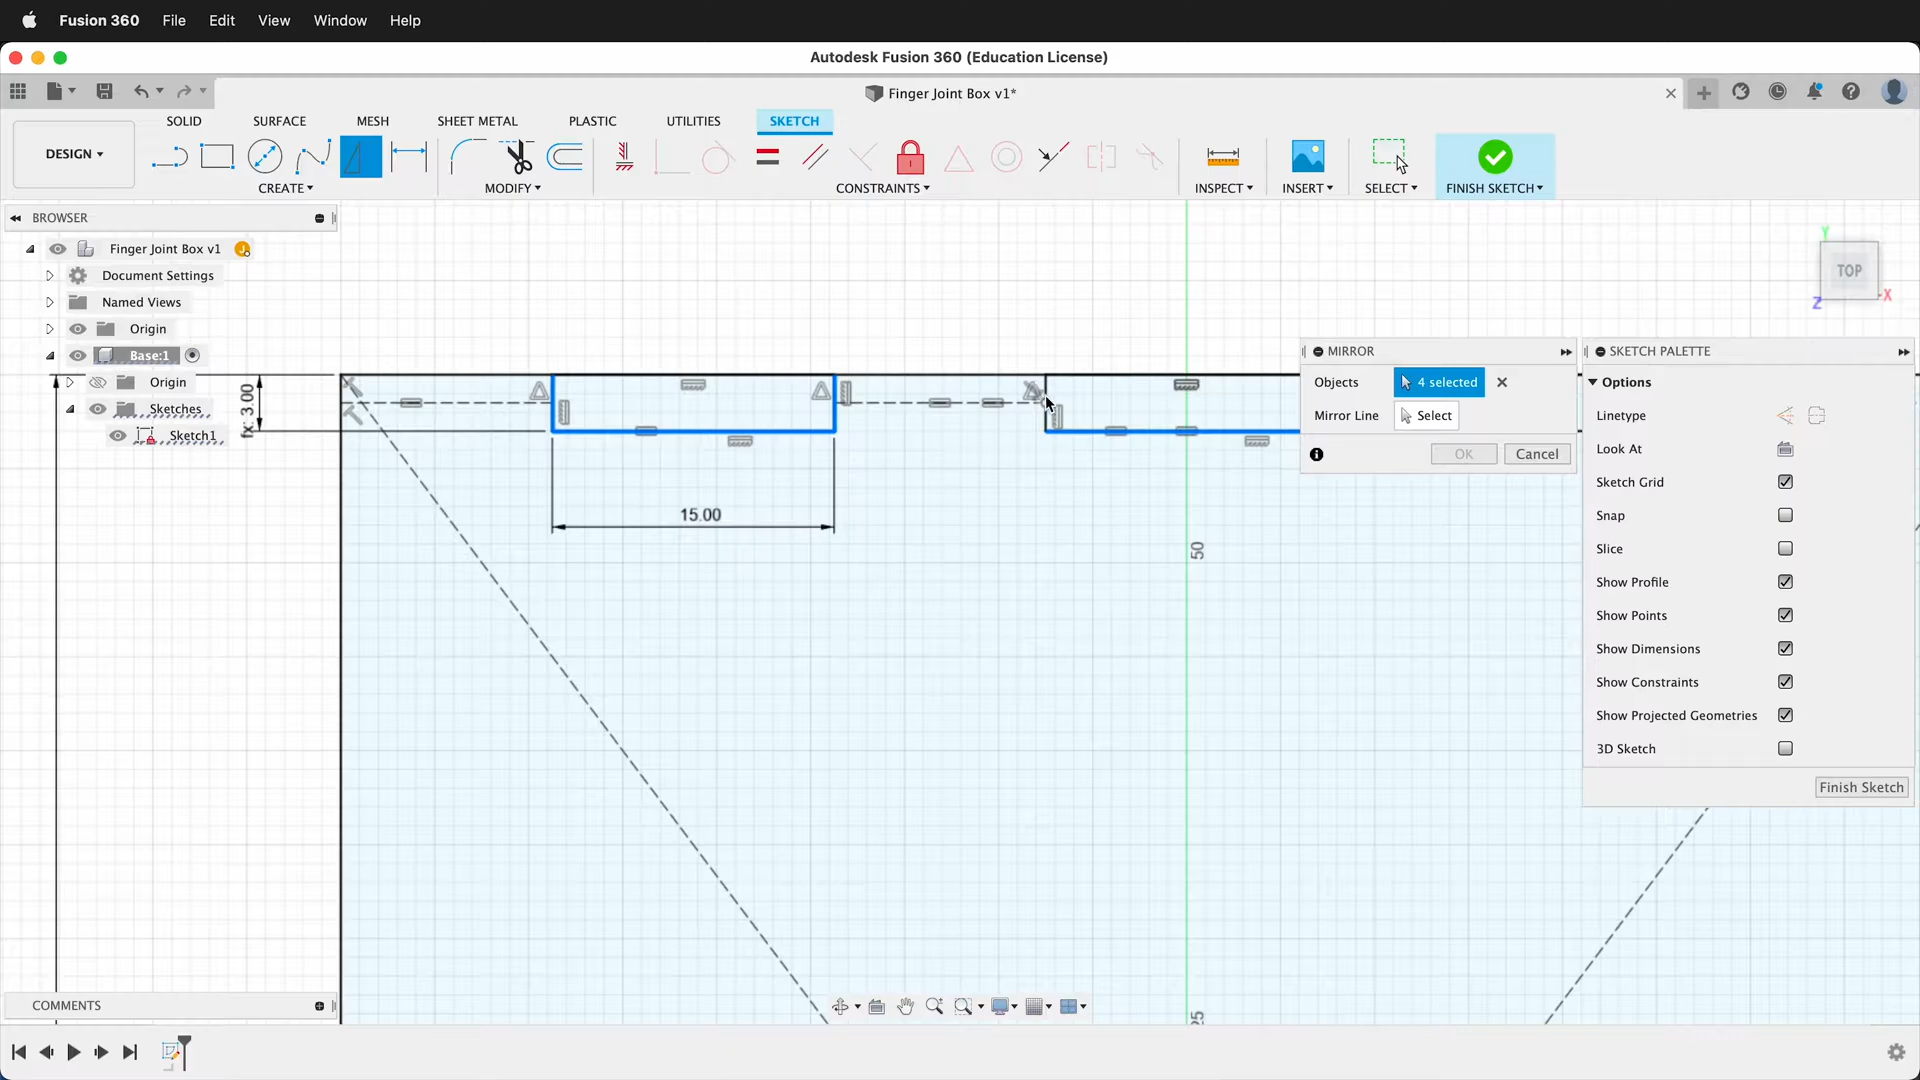 Fusion 360 File Edit View Window Help
Autodesk Fusion 360 (Education License)
Finger Joint Box v1*
SOLID SURFACE MESH SHEET METAL PLASTIC UTILITIES SKETCH
DESIGN
CREATE MODIFY CONSTRAINTS INSPECT INSERT SELECT FINISH SKETCH
BROWSER
Finger Joint Box v1
Document Settings
Named Views
Origin
Base:1
Origin
Sketches
Sketch1
fx: 3.00
15.00
50
25
TOP
Y
X
Z
MIRROR
Objects 4 selected
Mirror Line Select
OK Cancel
SKETCH PALETTE
Options
Linetype
Look At
Sketch Grid
Snap
Slice
Show Profile
Show Points
Show Dimensions
Show Constraints
Show Projected Geometries
3D Sketch
Finish Sketch
COMMENTS